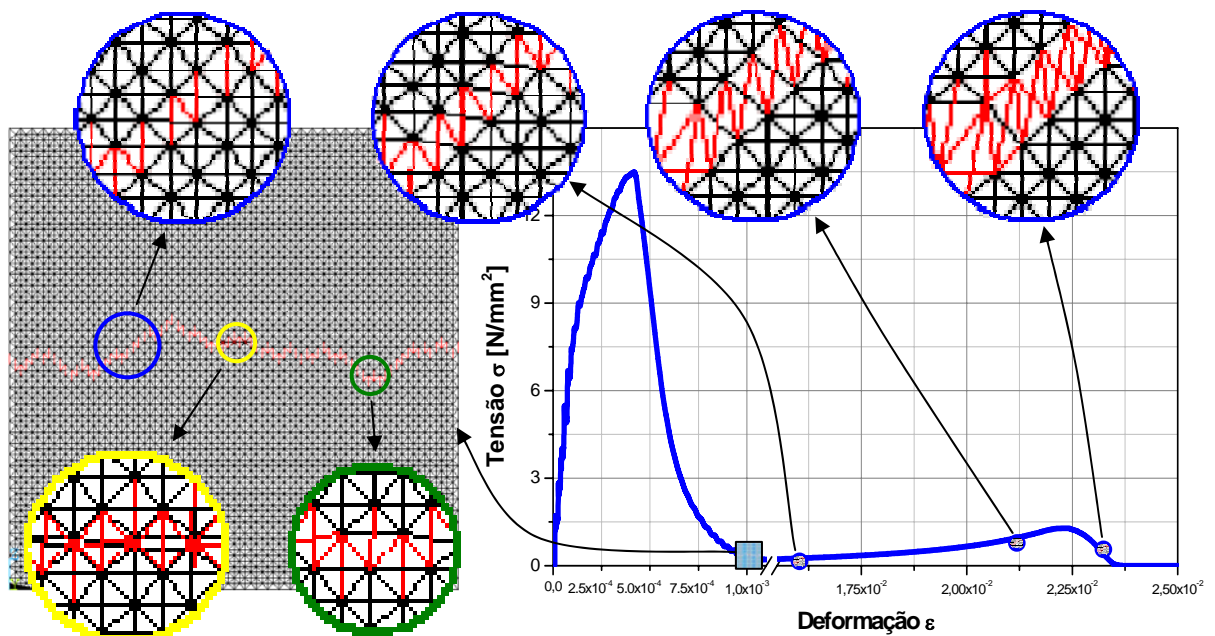 12
9
6
3
0
Tensão σ [N/mm²]
0,0 2.5x10⁻⁴ 5.0x10⁻⁴ 7.5x10⁻⁴ 1,0x10⁻³ 1,75x10⁻² 2,00x10⁻² 2,25x10⁻² 2,50x10⁻²
Deformação ε